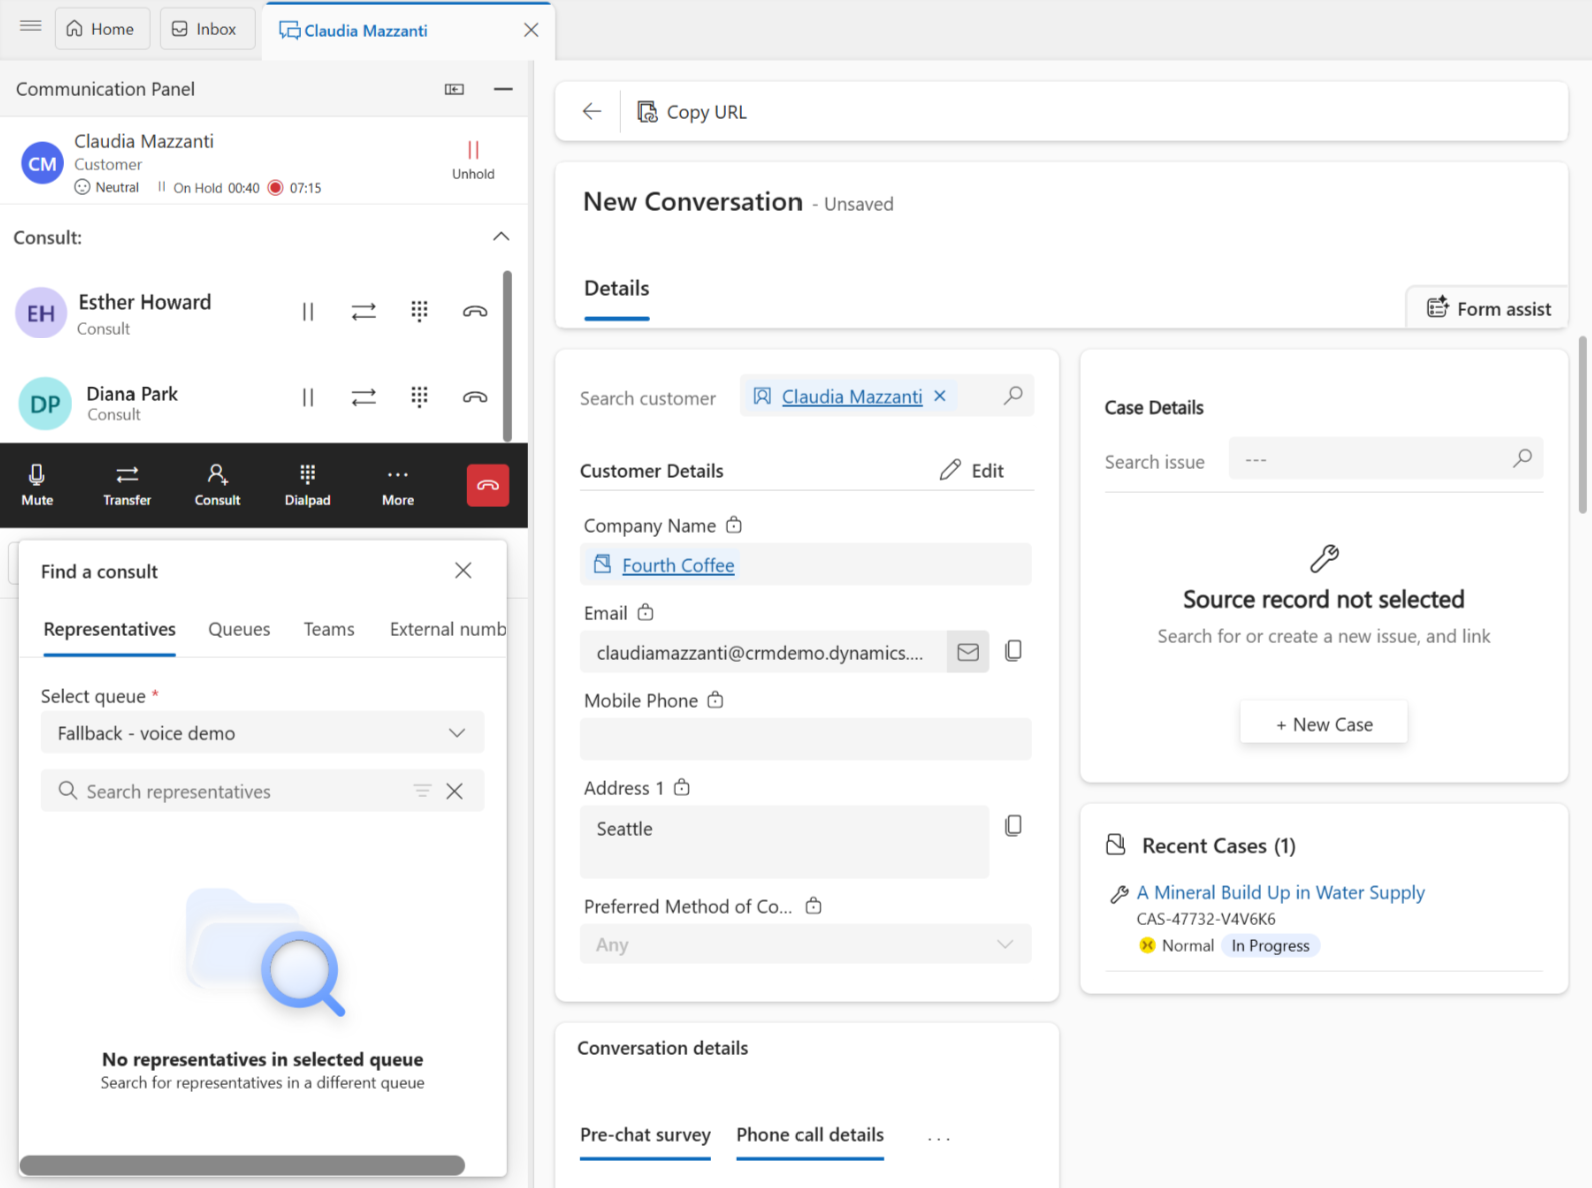 Home
Inbox
Claudia Mazzanti
Communication Panel
CM
Claudia Mazzanti
Customer
Neutral
On Hold 00:40
07:15
Unhold
Consult:
EH
Esther Howard
Consult
DP
Diana Park
Consult
Mute
Transfer
Consult
Dialpad
More
Find a consult
Representatives
Queues
Teams
External numb
Select queue *
Fallback - voice demo
Search representatives
No representatives in selected queue
Search for representatives in a different queue
Copy URL
New Conversation - Unsaved
Details
Form assist
Search customer
Claudia Mazzanti
Customer Details
Edit
Company Name
Fourth Coffee
Email
claudiamazzanti@crmdemo.dynamics....
Mobile Phone
Address 1
Seattle
Preferred Method of Co...
Any
Conversation details
Pre-chat survey
Phone call details
...
Case Details
Search issue
---
Source record not selected
Search for or create a new issue, and link
+ New Case
Recent Cases (1)
A Mineral Build Up in Water Supply
CAS-47732-V4V6K6
Normal
In Progress